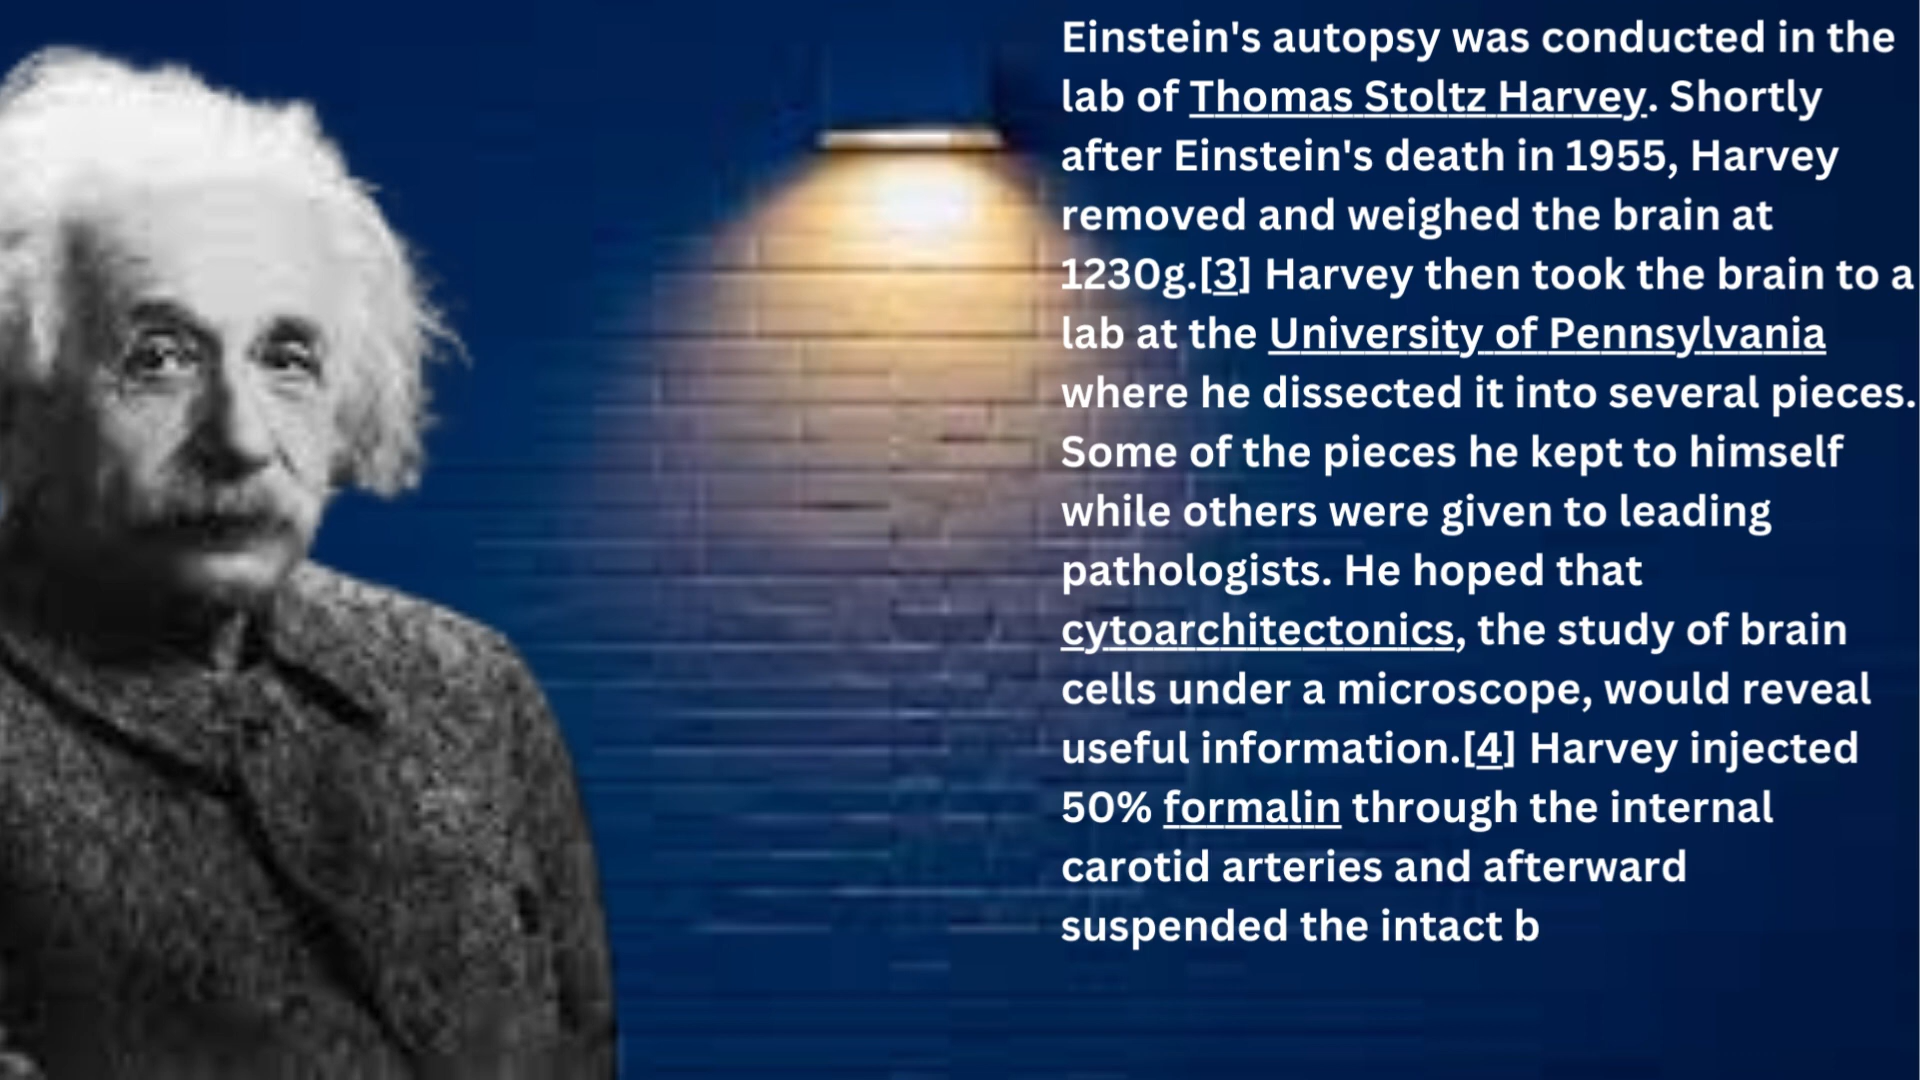 Einstein's autopsy was conducted in the
lab of Thomas Stoltz Harvey. Shortly
after Einstein's death in 1955, Harvey
removed and weighed the brain at
1230g.[3] Harvey then took the brain to a
lab at the University of Pennsylvania
where he dissected it into several pieces.
Some of the pieces he kept to himself
while others were given to leading
pathologists. He hoped that
cytoarchitectonics, the study of brain
cells under a microscope, would reveal
useful information.[4] Harvey injected
50% formalin through the internal
carotid arteries and afterward
suspended the intact b